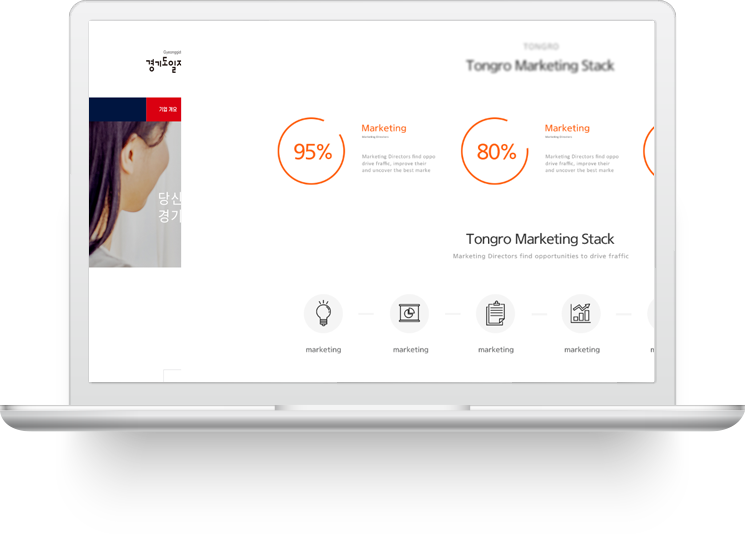 경기도일자
기업 개요
당신
경기
TONGRO
Tongro Marketing Stack
95%
Marketing
Marketing Directors
Marketing Directors find oppo
drive fraffic, improve their
and uncover the best marke
80%
Marketing
Marketing Directors
Marketing Directors find oppo
drive fraffic, improve their
and uncover the best marke
Tongro Marketing Stack
Marketing Directors find opportunities to drive fraffic
marketing
marketing
marketing
marketing